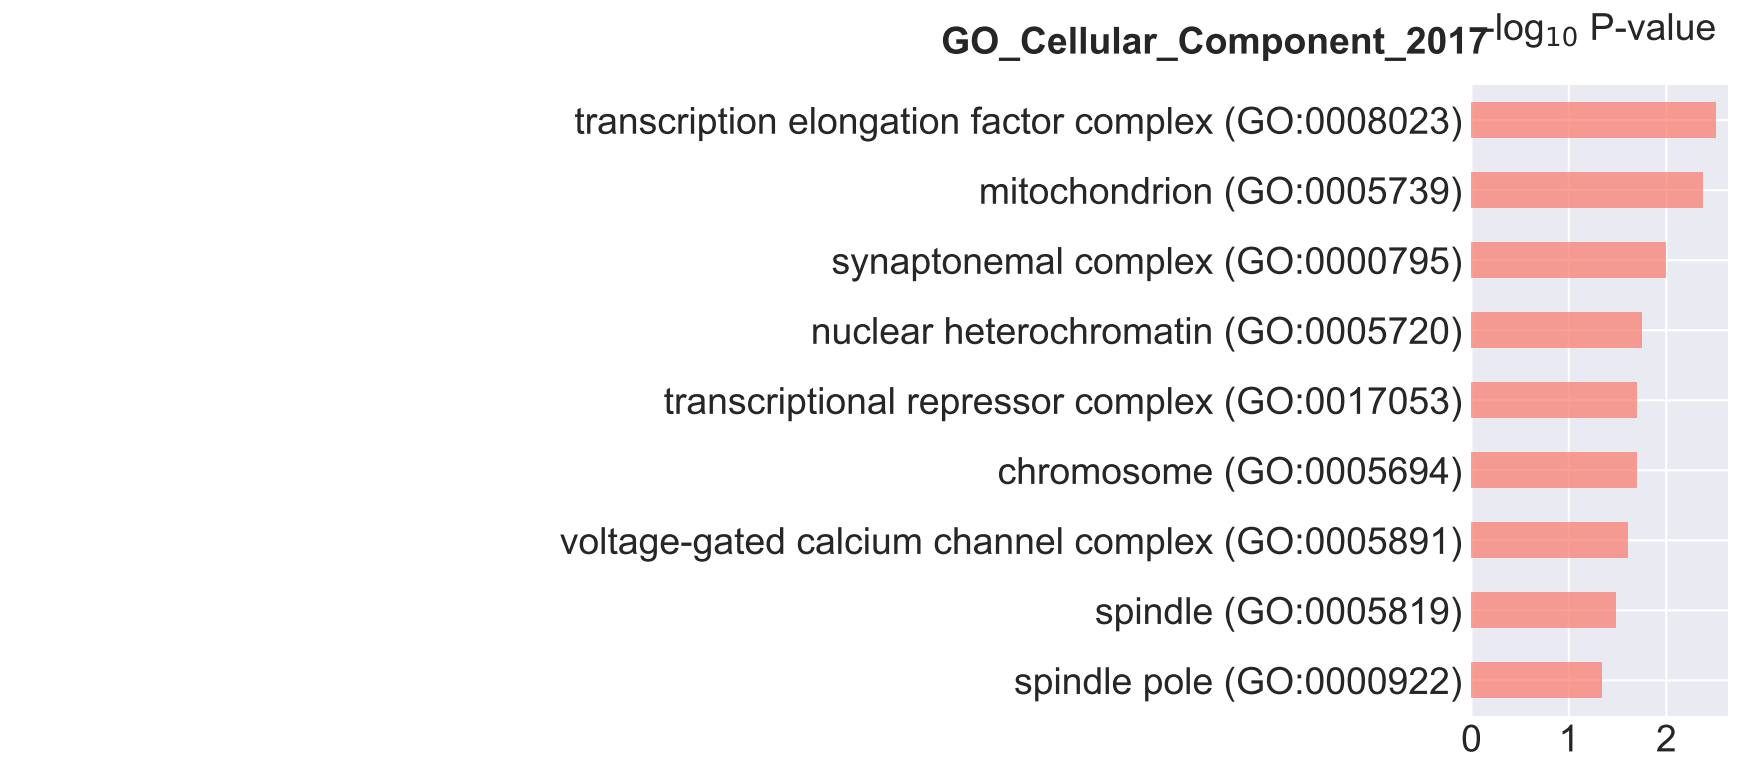 GO_Cellular_Component_2017
-log₁₀ P-value
transcription elongation factor complex (GO:0008023)
mitochondrion (GO:0005739)
synaptonemal complex (GO:0000795)
nuclear heterochromatin (GO:0005720)
transcriptional repressor complex (GO:0017053)
chromosome (GO:0005694)
voltage-gated calcium channel complex (GO:0005891)
spindle (GO:0005819)
spindle pole (GO:0000922)
0 1 2